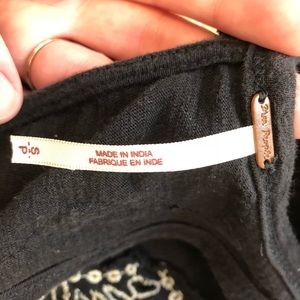 S-P
MADE IN INDIA
FABRIQUE EN INDE
Free People